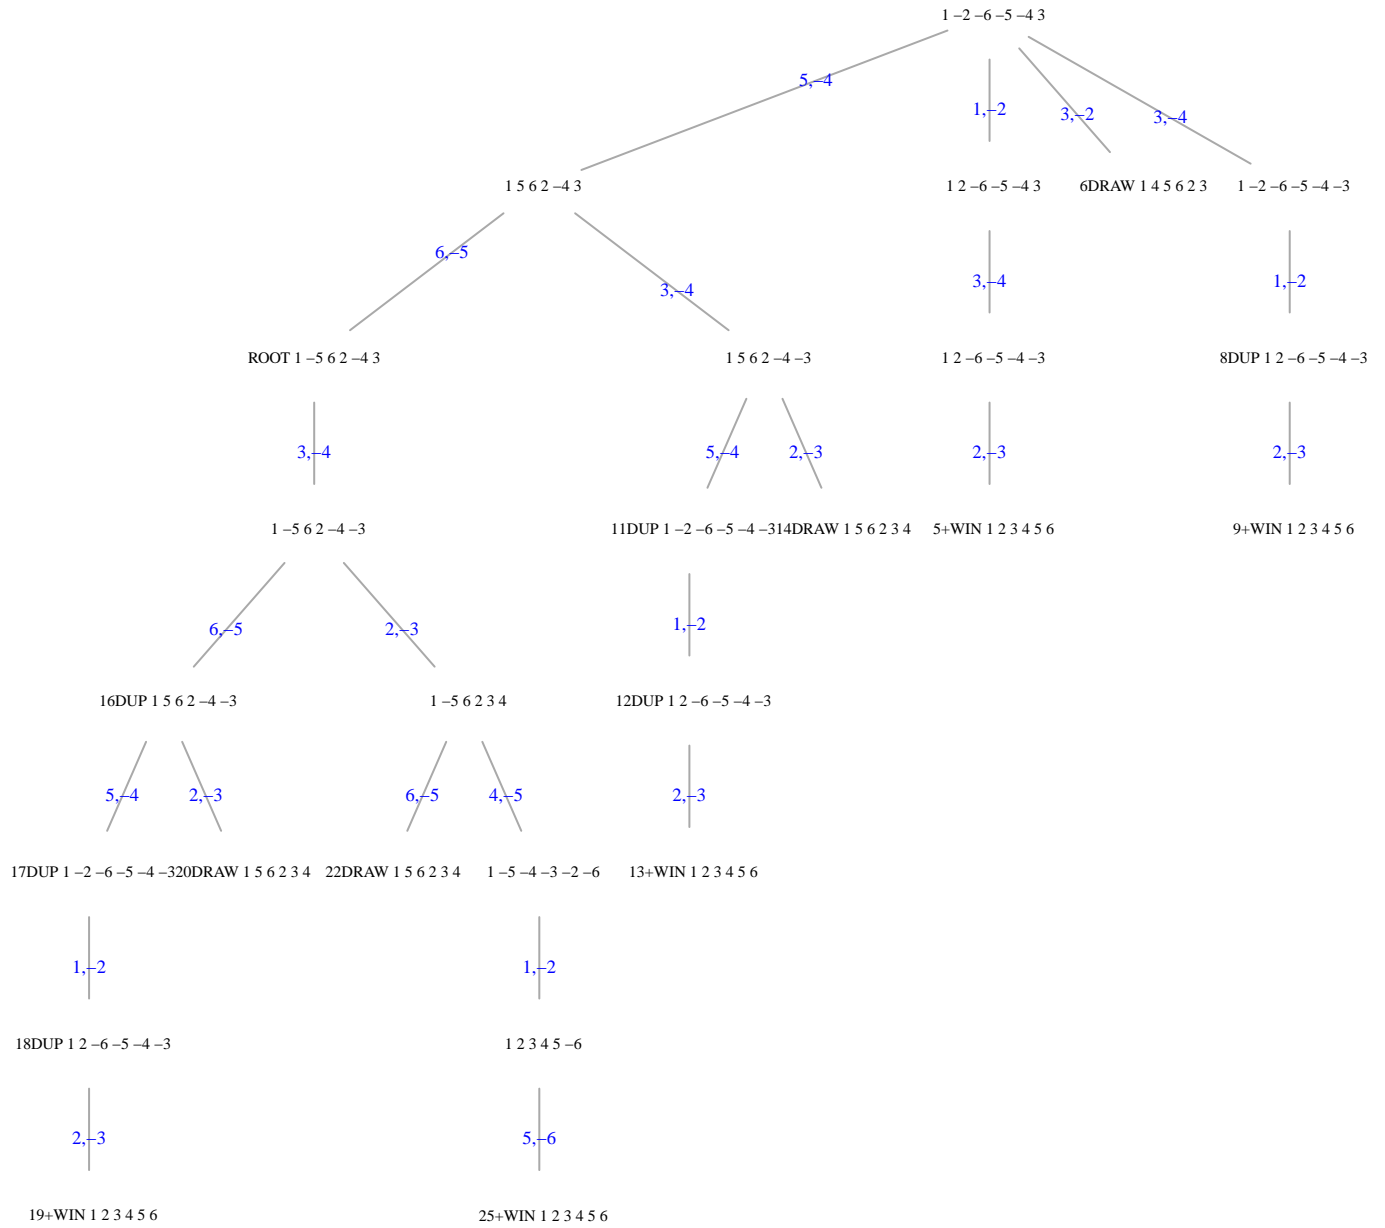 1 –2 –6 –5 –4 3
5,–4
1,–2
3,–2
3,–4
1 5 6 2 –4 3
1 2 –6 –5 –4 3
6DRAW 1 4 5 6 2 3
1 –2 –6 –5 –4 –3
6,–5
3,–4
3,–4
1,–2
ROOT 1 –5 6 2 –4 3
1 5 6 2 –4 –3
1 2 –6 –5 –4 –3
8DUP 1 2 –6 –5 –4 –3
3,–4
5,–4
2,–3
2,–3
2,–3
1 –5 6 2 –4 –3
11DUP 1 –2 –6 –5 –4 –314DRAW 1 5 6 2 3 4
5+WIN 1 2 3 4 5 6
9+WIN 1 2 3 4 5 6
6,–5
2,–3
1,–2
16DUP 1 5 6 2 –4 –3
1 –5 6 2 3 4
12DUP 1 2 –6 –5 –4 –3
5,–4
2,–3
6,–5
4,–5
2,–3
17DUP 1 –2 –6 –5 –4 –320DRAW 1 5 6 2 3 4
22DRAW 1 5 6 2 3 4
1 –5 –4 –3 –2 –6
13+WIN 1 2 3 4 5 6
1,–2
1,–2
18DUP 1 2 –6 –5 –4 –3
1 2 3 4 5 –6
2,–3
5,–6
19+WIN 1 2 3 4 5 6
25+WIN 1 2 3 4 5 6